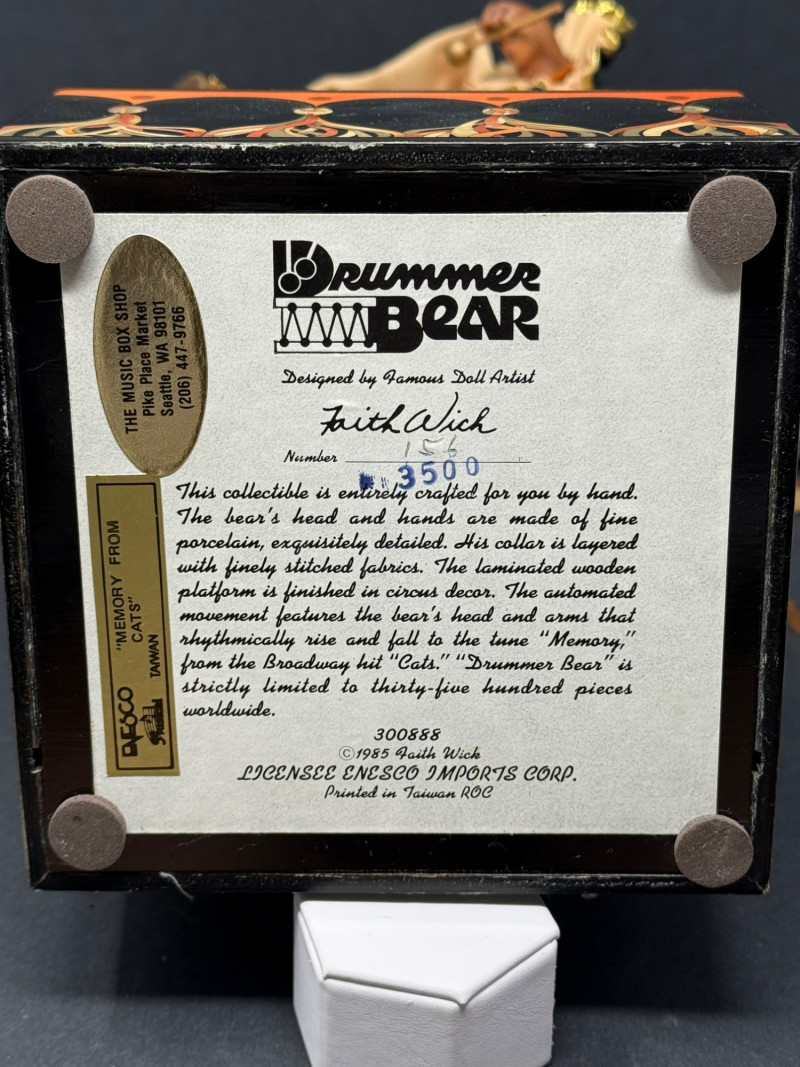 Drummer
Bear
Designed by Famous Doll Artist
Faith Wick
Number 156
3500
This collectible is entirely crafted for you by hand.
The bear's head and hands are made of fine
porcelain, exquisitely detailed. His collar is layered
with finely stitched fabrics. The laminated wooden
platform is finished in circus decor. The automated
movement features the bear's head and arms that
rhythmically rise and fall to the tune "Memory,"
from the Broadway hit "Cats." "Drummer Bear" is
strictly limited to thirty-five hundred pieces
worldwide.
300888
©1985 Faith Wick
LICENSEE ENESCO IMPORTS CORP.
Printed in Taiwan ROC
THE MUSIC BOX SHOP
Pike Place Market
Seattle, WA 98101
(206) 447-9766
"MEMORY FROM
CATS"
ENESCO TAIWAN